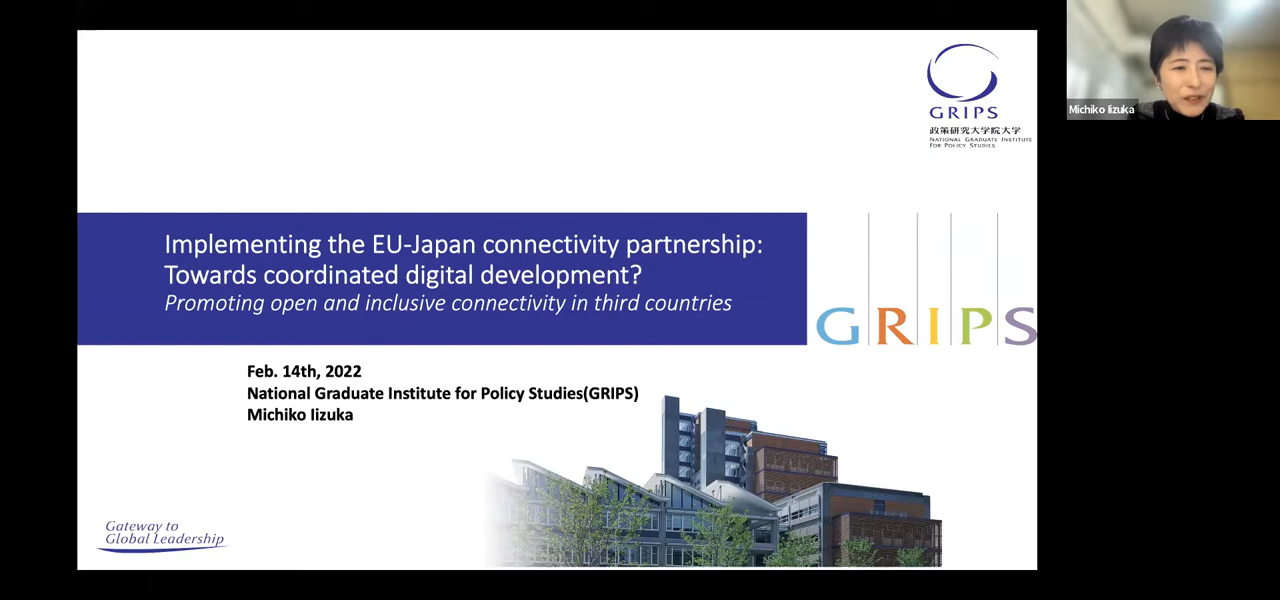 GRIPS
政策研究大学院大学
NATIONAL GRADUATE INSTITUTE
FOR POLICY STUDIES
Michiko Iizuka
Implementing the EU-Japan connectivity partnership:
Towards coordinated digital development?
Promoting open and inclusive connectivity in third countries
GRIPS
Feb. 14th, 2022
National Graduate Institute for Policy Studies(GRIPS)
Michiko Iizuka
Gateway to
Global Leadership